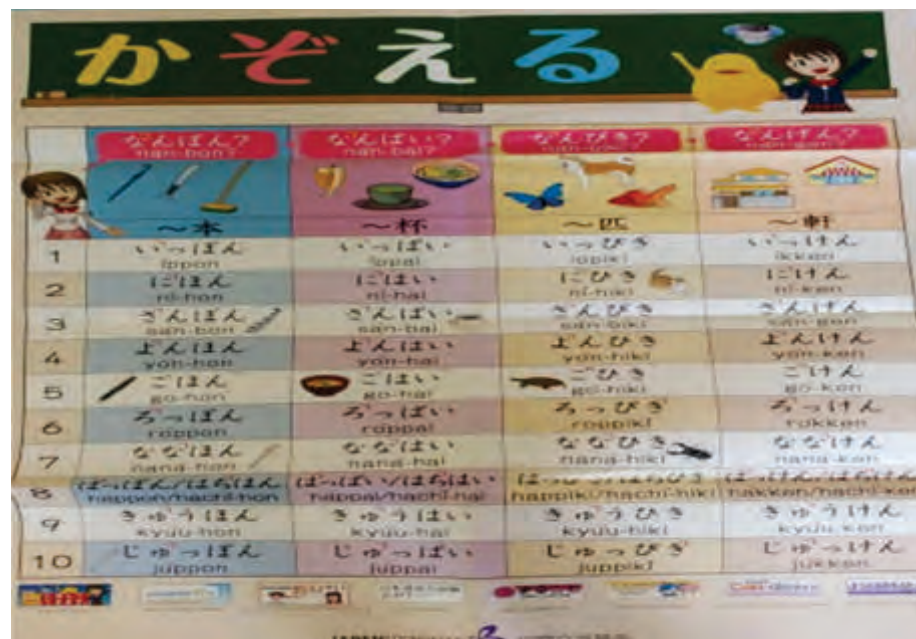 かぞえる
なんぼん? なんばい? なんびき? なんげん?
nan-bon? nan-bai? nan-biki? nan-gen?
～本 ～杯 ～匹 ～軒
1 いっぽん いっぱい いっぴき いっけん
ippon ippai ippiki ikken
2 にほん にはい にひき にけん
ni-hon ni-hai ni-hiki ni-ken
3 さんぼん さんばい さんびき さんげん
san-bon san-bai san-biki san-gen
4 よんほん よんはい よんひき よんけん
yon-hon yon-hai yon-hiki yon-ken
5 ごほん ごはい ごひき ごけん
go-hon go-hai go-hiki go-ken
6 ろっぽん ろっぱい ろっぴき ろっけん
roppon roppai roppiki rokken
7 ななほん ななはい ななひき ななけん
nana-hon nana-hai nana-hiki nana-ken
8 はっぽん/はちほん はっぱい/はちはい はっぴき/はちひき はっけん/はちけん
happon/hachi-hon happai/hachi-hai happiki/hachi-hiki hakken/hachi-ken
9 きゅうほん きゅうはい きゅうひき きゅうけん
kyuu-hon kyuu-hai kyuu-hiki kyuu-ken
10 じゅっぽん じゅっぱい じゅっぴき じゅっけん
juppon juppai juppiki jukken